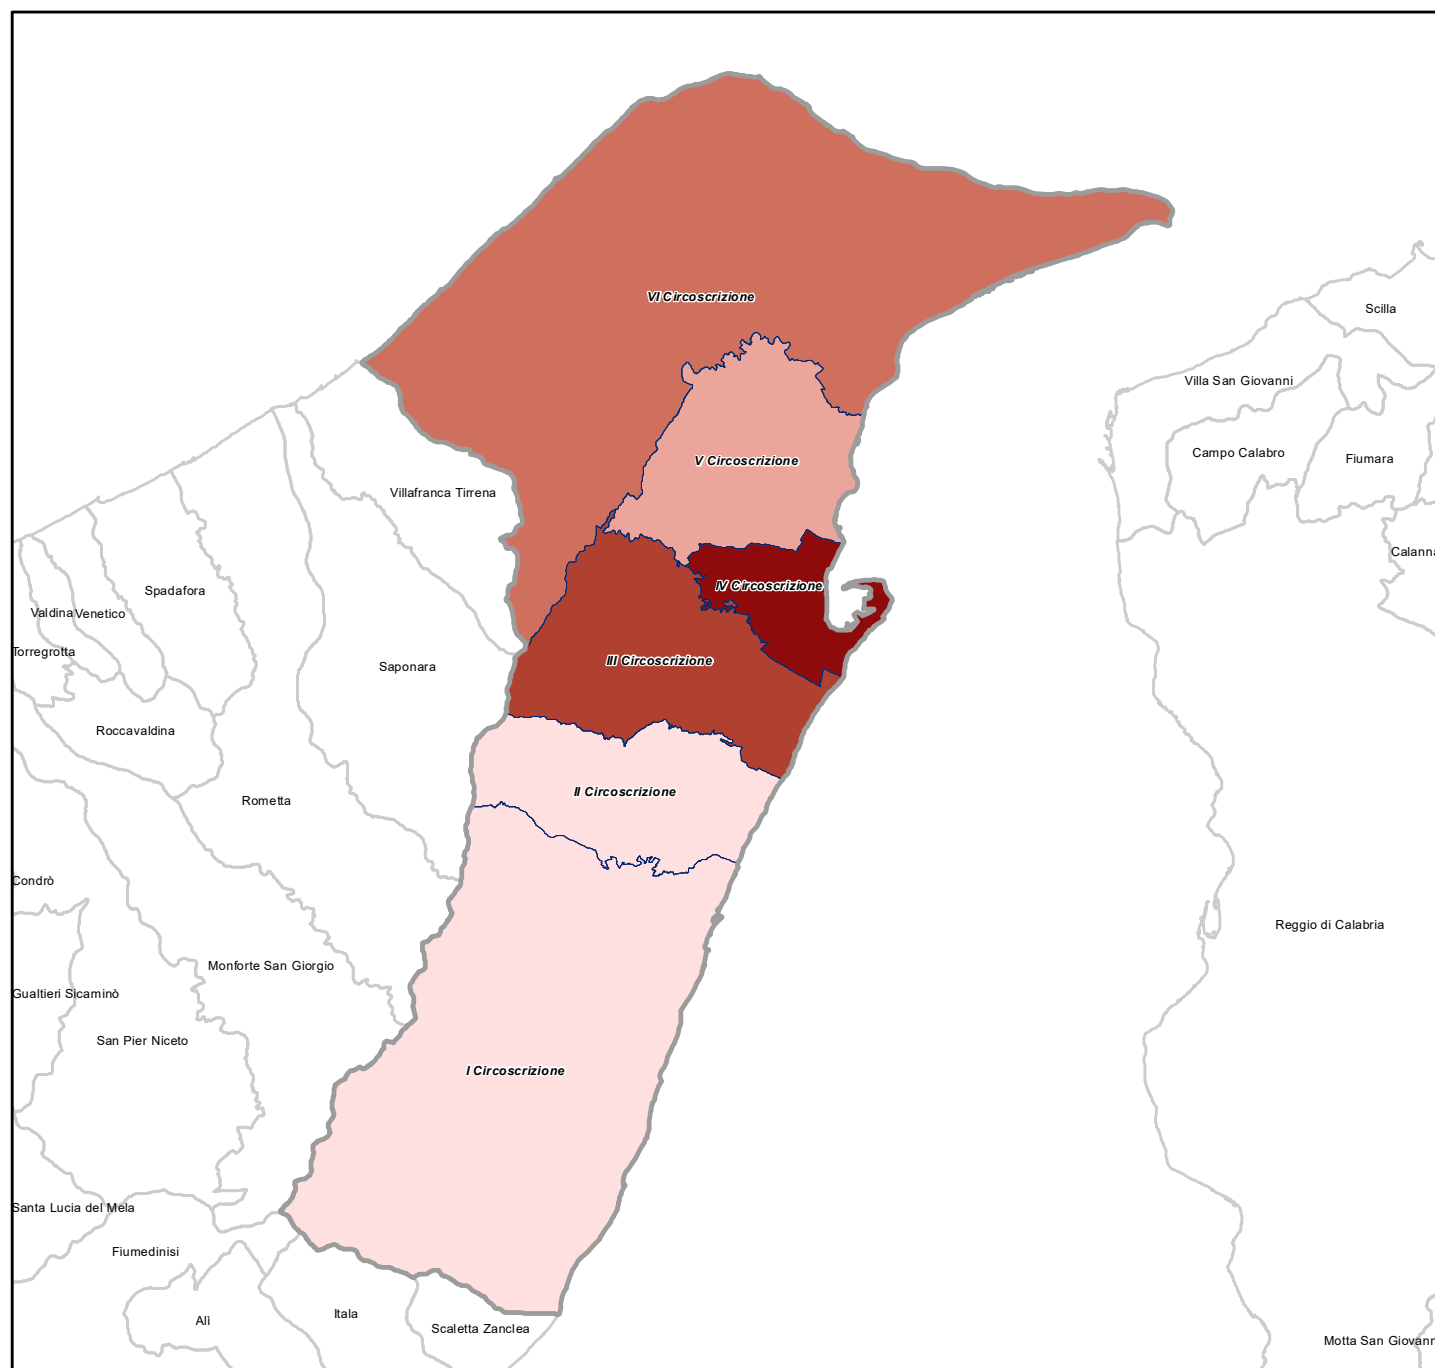 VI Circoscrizione
Scilla
Villa San Giovanni
V Circoscrizione
Campo Calabro
Fiumara
Villafranca Tirrena
Calanna
IV Circoscrizione
Spadafora
Valdina
Venetico
Torregrotta
III Circoscrizione
Saponara
Roccavaldina
II Circoscrizione
Rometta
Condrò
Reggio di Calabria
Monforte San Giorgio
Gualtieri Sicaminò
San Pier Niceto
I Circoscrizione
Santa Lucia del Mela
Fiumedinisi
Itala
Alì
Scaletta Zanclea
Motta San Giovann